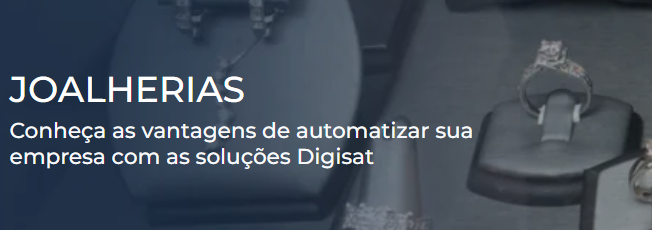 JOALHERIAS
Conheça as vantagens de automatizar sua
empresa com as soluções Digisat